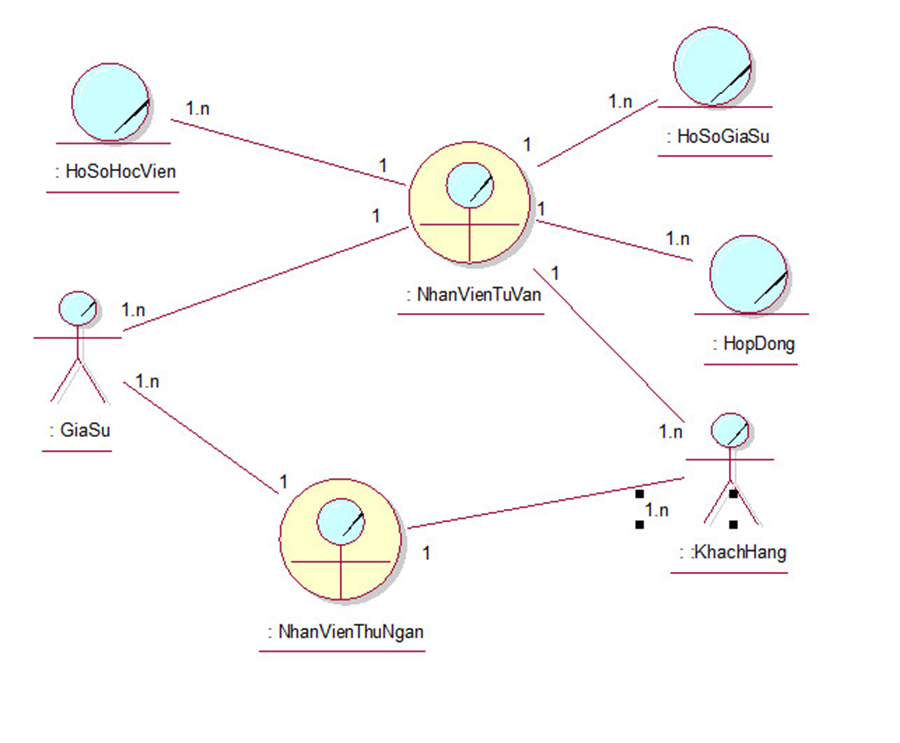 1.n
: HoSoHocVien
1
1.n
: HoSoGiaSu
1
1
1
1.n
: NhanVienTuVan
: HopDong
1
1.n
: GiaSu
1.n
1.n
1
1.n
: :KhachHang
1
: NhanVienThuNgan